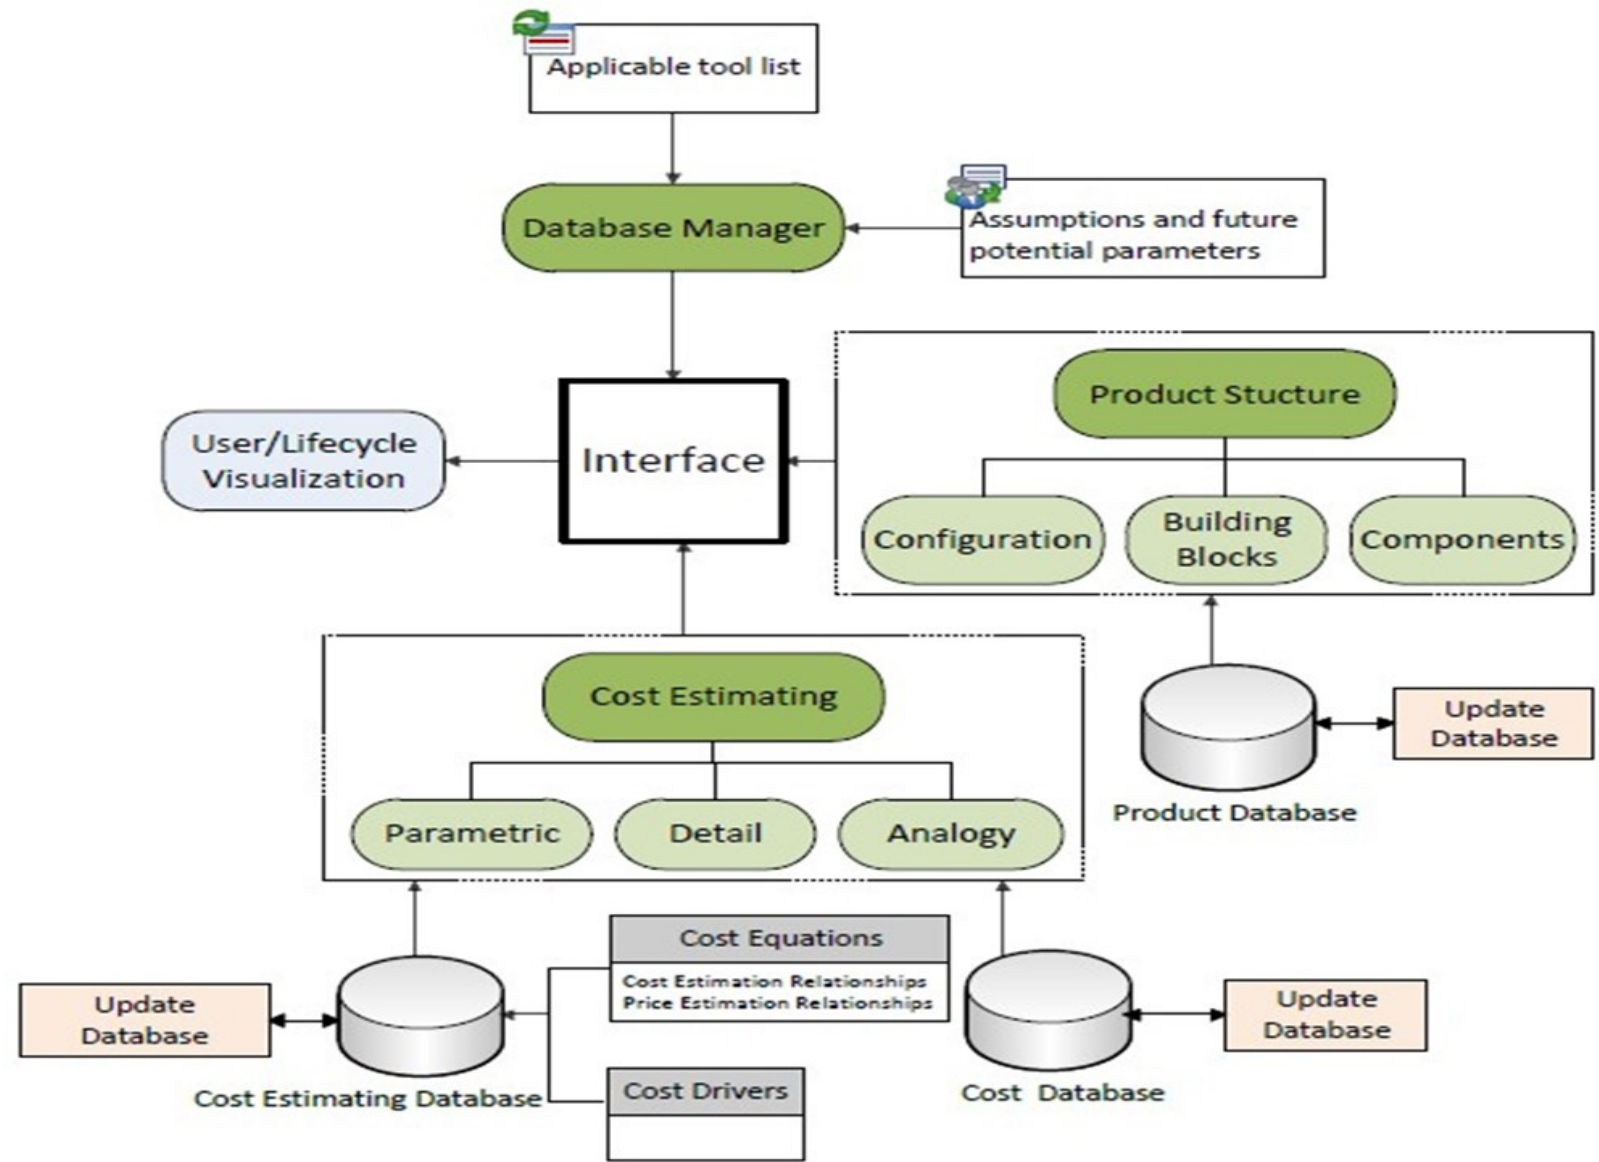 Applicable tool list
Database Manager
Assumptions and future
potential parameters
Product Stucture
User/Lifecycle
Visualization
Interface
Configuration
Building
Blocks
Components
Cost Estimating
Update
Database
Product Database
Parametric
Detail
Analogy
Cost Equations
Cost Estimation Relationships
Price Estimation Relationships
Update
Database
Update
Database
Cost Estimating Database
Cost Drivers
Cost Database